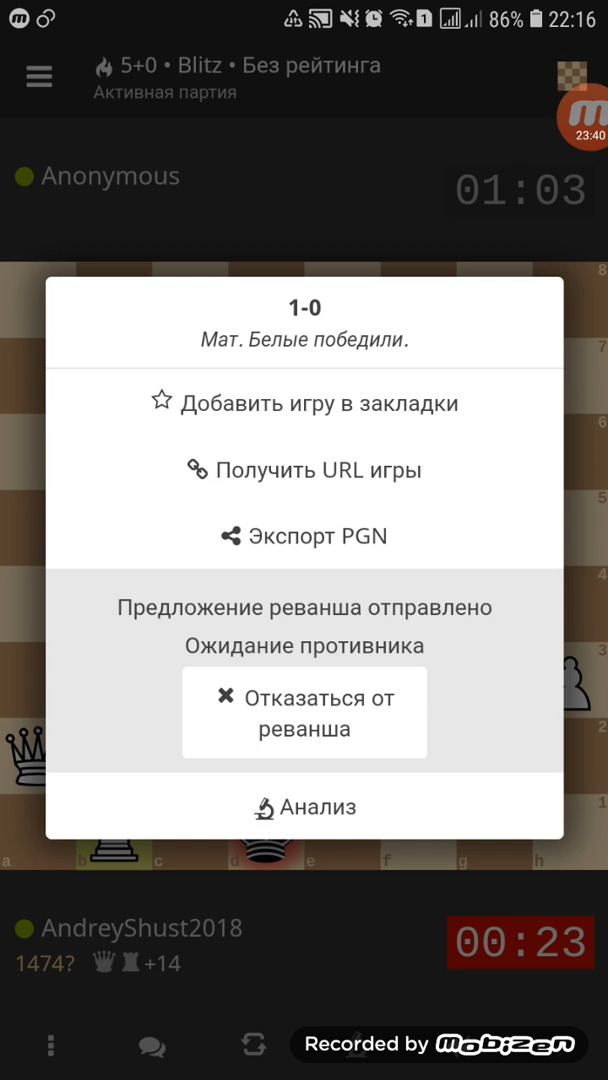 1 86% 22:16
5+0 • Blitz • Без рейтинга
Активная партия
23:40
Anonymous
01:03
8
1-0
Мат. Белые победили.
7
Добавить игру в закладки
6
Получить URL игры
5
Экспорт PGN
4
Предложение реванша отправлено
Ожидание противника
3
Отказаться от
реванша
2
Анализ
1
a b c d e f g h
AndreyShust2018
00:23
1474? +14
Recorded by Mobizen